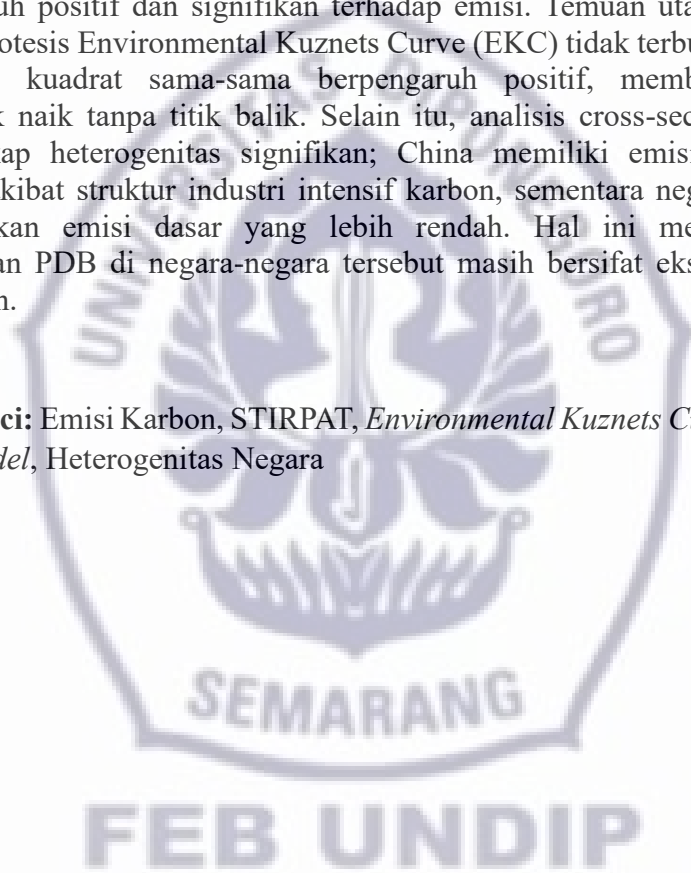 uh positif dan signifikan terhadap emisi. Temuan uta
otesis Environmental Kuznets Curve (EKC) tidak terbu
kuadrat sama-sama berpengaruh positif, memb
k naik tanpa titik balik. Selain itu, analisis cross-sec
ap heterogenitas signifikan; China memiliki emisi
kibat struktur industri intensif karbon, sementara neg
kan emisi dasar yang lebih rendah. Hal ini me
an PDB di negara-negara tersebut masih bersifat eks
n.
ci: Emisi Karbon, STIRPAT, Environmental Kuznets C
del, Heterogenitas Negara
UNIVERSITAS DIPONEGORO
SEMARANG
FEB UNDIP